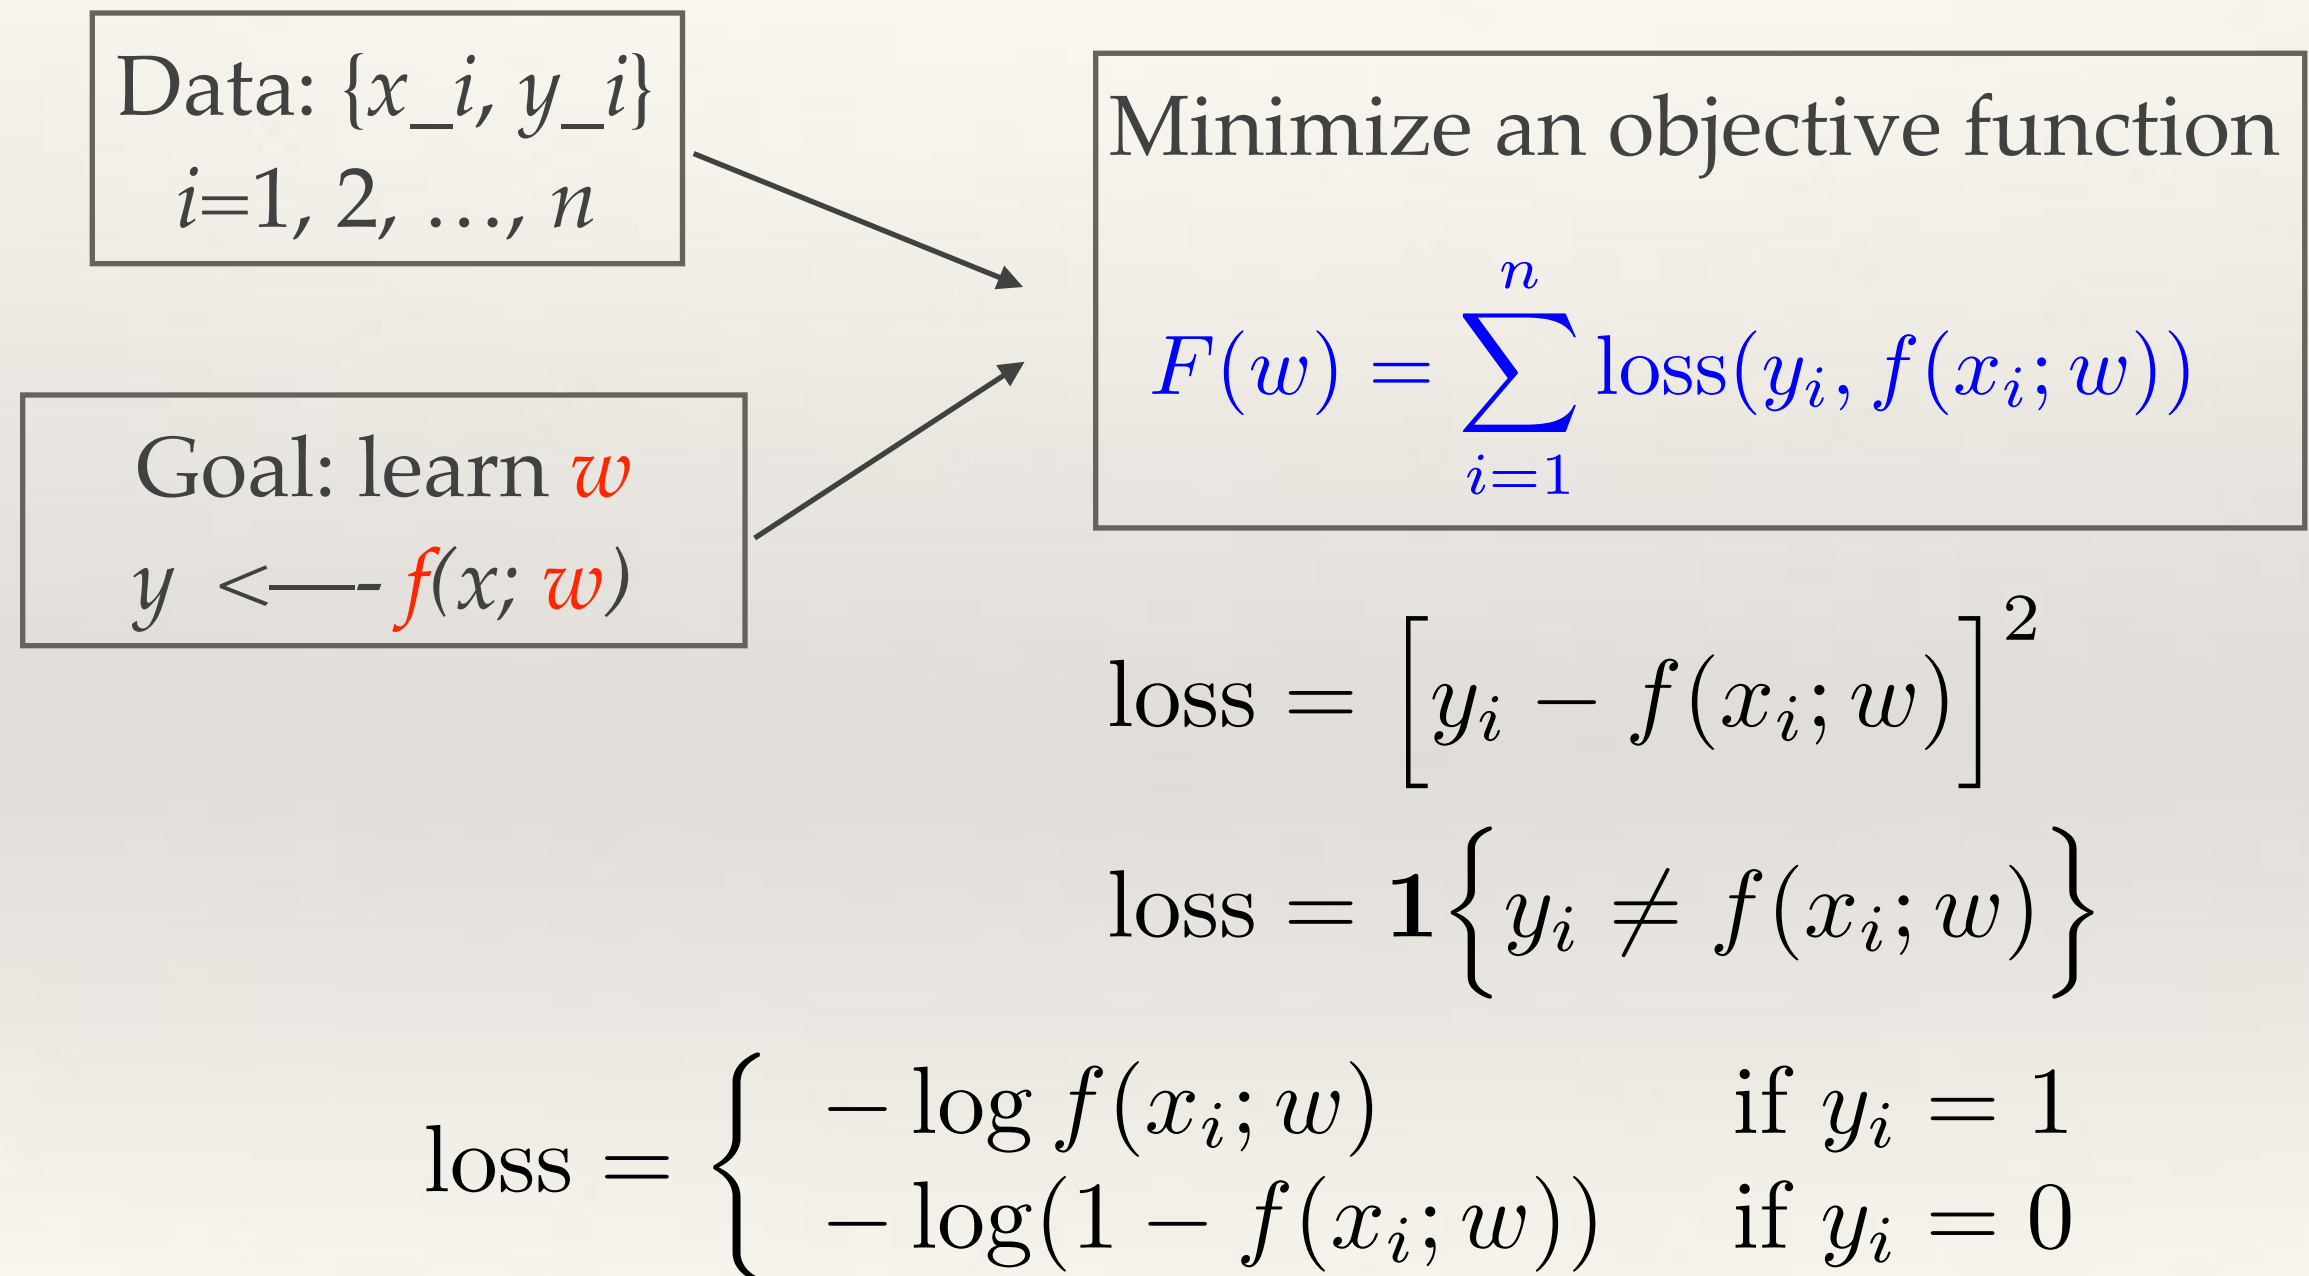 Data: {x_i, y_i}
i=1, 2, …, n
Goal: learn w
y <—- f(x; w)
Minimize an objective function
F(w) = \sum_{i=1}^{n} loss(y_i, f(x_i; w))
loss = [y_i − f(x_i; w)]^2
loss = 1{y_i ≠ f(x_i; w)}
loss = { − log f(x_i; w) if y_i = 1
− log(1 − f(x_i; w)) if y_i = 0